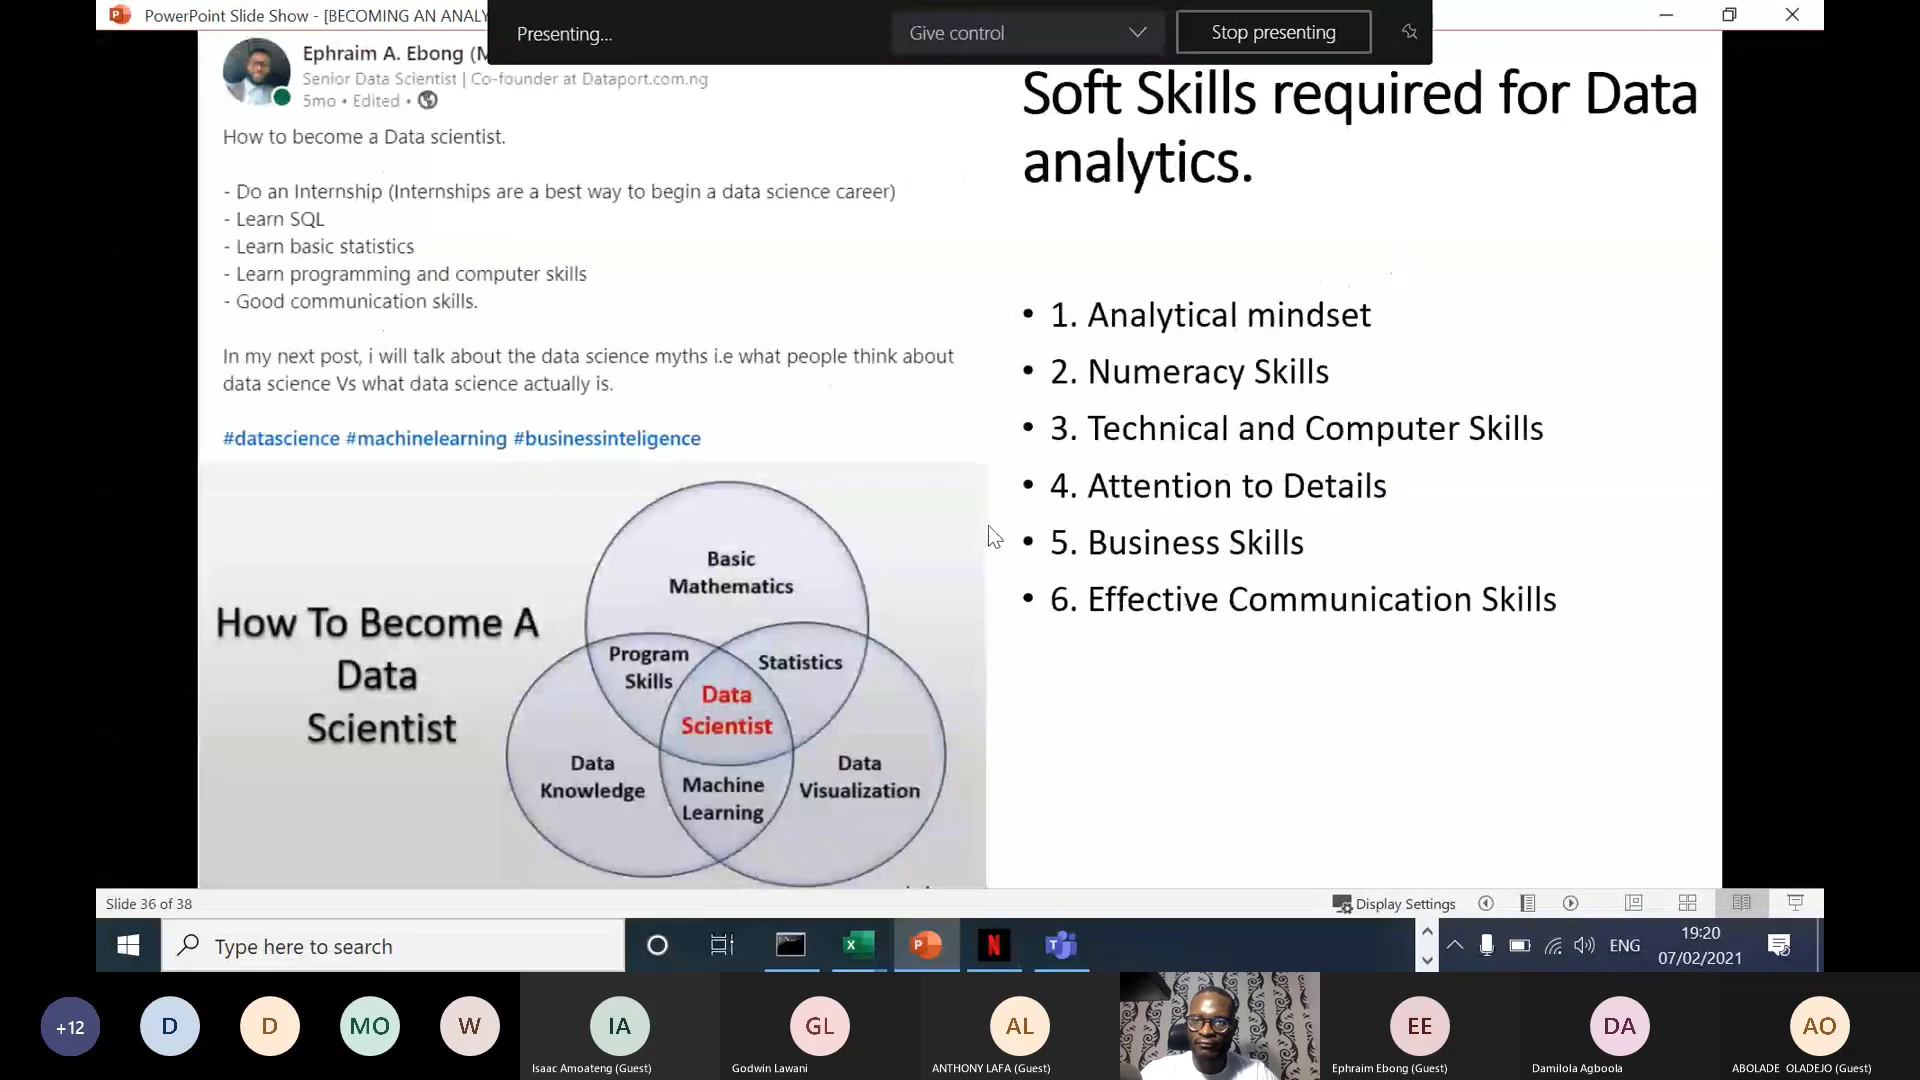 PowerPoint Slide Show - [BECOMING AN ANALY
Presenting...
Give control
Stop presenting
Ephraim A. Ebong (M
Senior Data Scientist | Co-founder at Dataport.com.ng
5mo • Edited •
How to become a Data scientist.
- Do an Internship (Internships are a best way to begin a data science career)
- Learn SQL
- Learn basic statistics
- Learn programming and computer skills
- Good communication skills.
In my next post, i will talk about the data science myths i.e what people think about
data science Vs what data science actually is.
#datascience #machinelearning #businessinteligence
How To Become A
Data
Scientist
Basic
Mathematics
Program
Skills
Statistics
Data
Scientist
Data
Knowledge
Machine
Learning
Data
Visualization
Soft Skills required for Data
analytics.
• 1. Analytical mindset
• 2. Numeracy Skills
• 3. Technical and Computer Skills
• 4. Attention to Details
• 5. Business Skills
• 6. Effective Communication Skills
Slide 36 of 38
Display Settings
Type here to search
ENG
19:20
07/02/2021
+12
D
D
MO
W
IA
Isaac Amoateng (Guest)
GL
Godwin Lawani
AL
ANTHONY LAFA (Guest)
EE
Ephraim Ebong (Guest)
DA
Damilola Agboola
AO
ABOLADE OLADEJO (Guest)